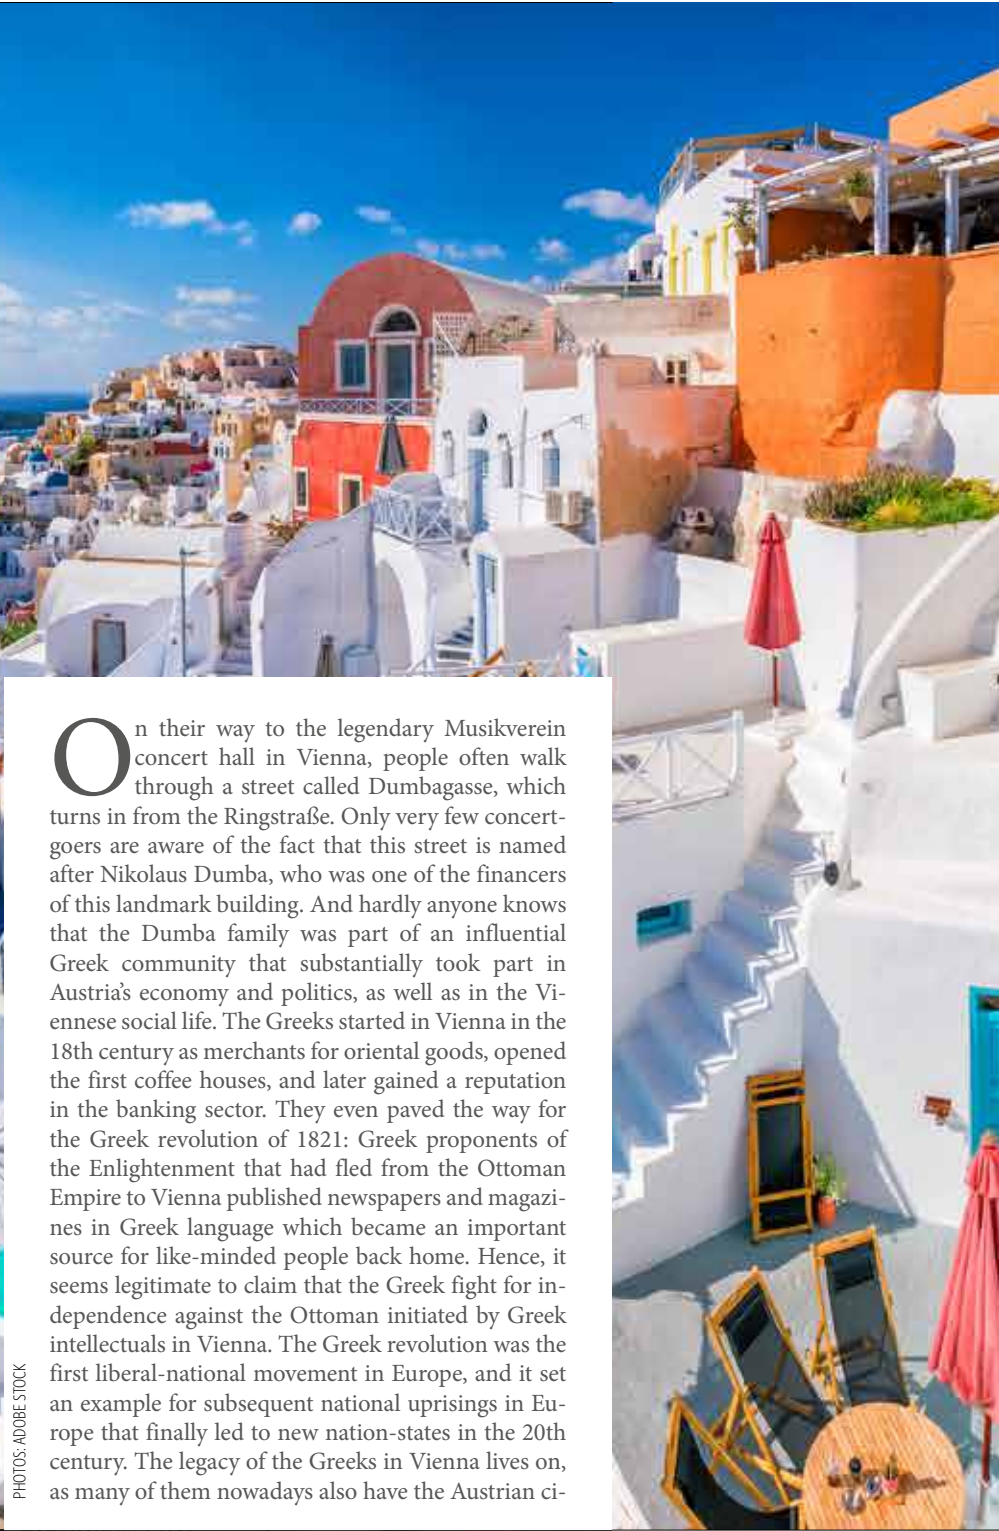 On their way to the legendary Musikverein
concert hall in Vienna, people often walk
through a street called Dumbagasse, which
turns in from the Ringstraße. Only very few concert-
goers are aware of the fact that this street is named
after Nikolaus Dumba, who was one of the financers
of this landmark building. And hardly anyone knows
that the Dumba family was part of an influential
Greek community that substantially took part in
Austria’s economy and politics, as well as in the Vi-
ennese social life. The Greeks started in Vienna in the
18th century as merchants for oriental goods, opened
the first coffee houses, and later gained a reputation
in the banking sector. They even paved the way for
the Greek revolution of 1821: Greek proponents of
the Enlightenment that had fled from the Ottoman
Empire to Vienna published newspapers and magazi-
nes in Greek language which became an important
source for like-minded people back home. Hence, it
seems legitimate to claim that the Greek fight for in-
dependence against the Ottoman initiated by Greek
intellectuals in Vienna. The Greek revolution was the
first liberal-national movement in Europe, and it set
an example for subsequent national uprisings in Eu-
rope that finally led to new nation-states in the 20th
century. The legacy of the Greeks in Vienna lives on,
as many of them nowadays also have the Austrian ci-
PHOTOS: ADOBE STOCK